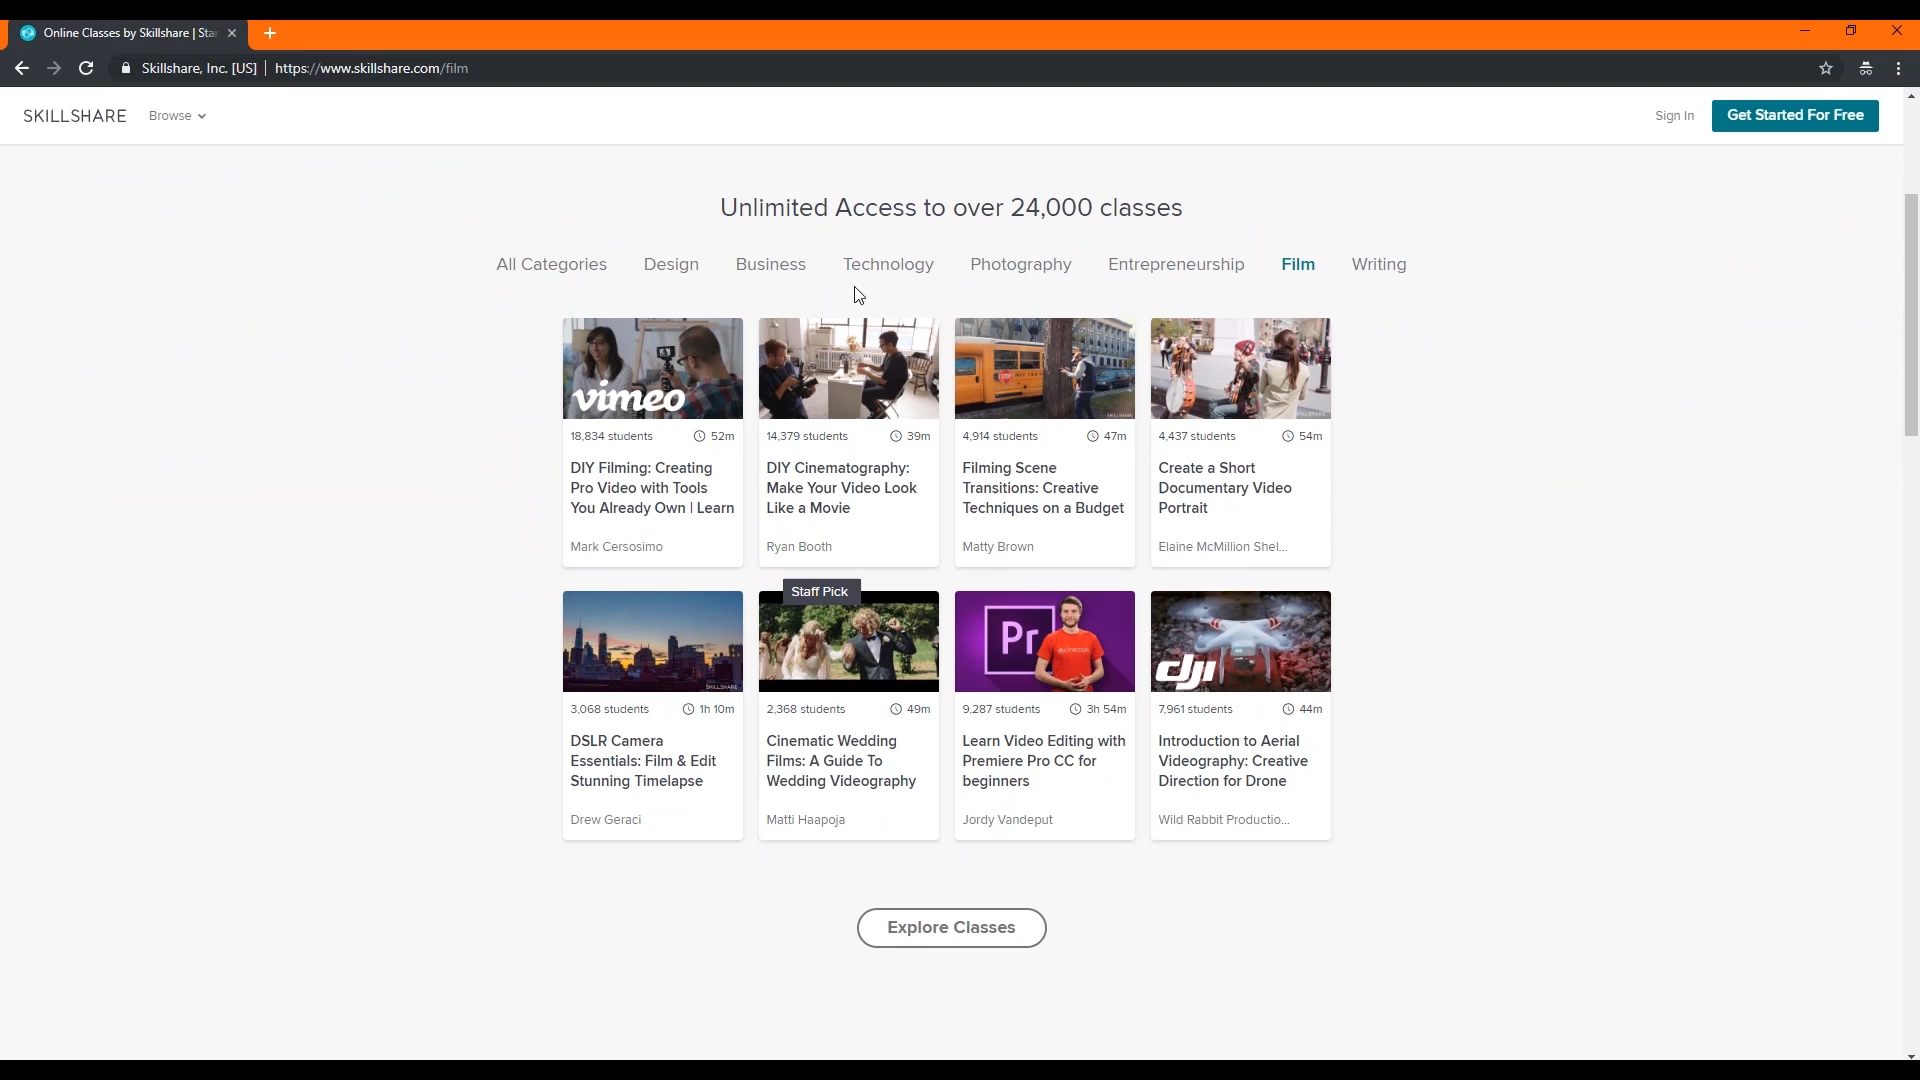 Online Classes by Skillshare | Star
Skillshare, Inc. [US] | https://www.skillshare.com/film
SKILLSHARE Browse Sign In Get Started For Free
Unlimited Access to over 24,000 classes
All Categories Design Business Technology Photography Entrepreneurship Film Writing
vimeo
SKILLSHARE
SKILLSHARE
18,834 students 52m
DIY Filming: Creating
Pro Video with Tools
You Already Own | Learn
Mark Cersosimo
14,379 students 39m
DIY Cinematography:
Make Your Video Look
Like a Movie
Ryan Booth
4,914 students 47m
Filming Scene
Transitions: Creative
Techniques on a Budget
Matty Brown
4,437 students 54m
Create a Short
Documentary Video
Portrait
Elaine McMillion Shel...
SKILLSHARE
3,068 students 1h 10m
DSLR Camera
Essentials: Film & Edit
Stunning Timelapse
Drew Geraci
Staff Pick
2,368 students 49m
Cinematic Wedding
Films: A Guide To
Wedding Videography
Matti Haapoja
Pr
cinecom
9,287 students 3h 54m
Learn Video Editing with
Premiere Pro CC for
beginners
Jordy Vandeput
dji
7,961 students 44m
Introduction to Aerial
Videography: Creative
Direction for Drone
Wild Rabbit Productio...
Explore Classes